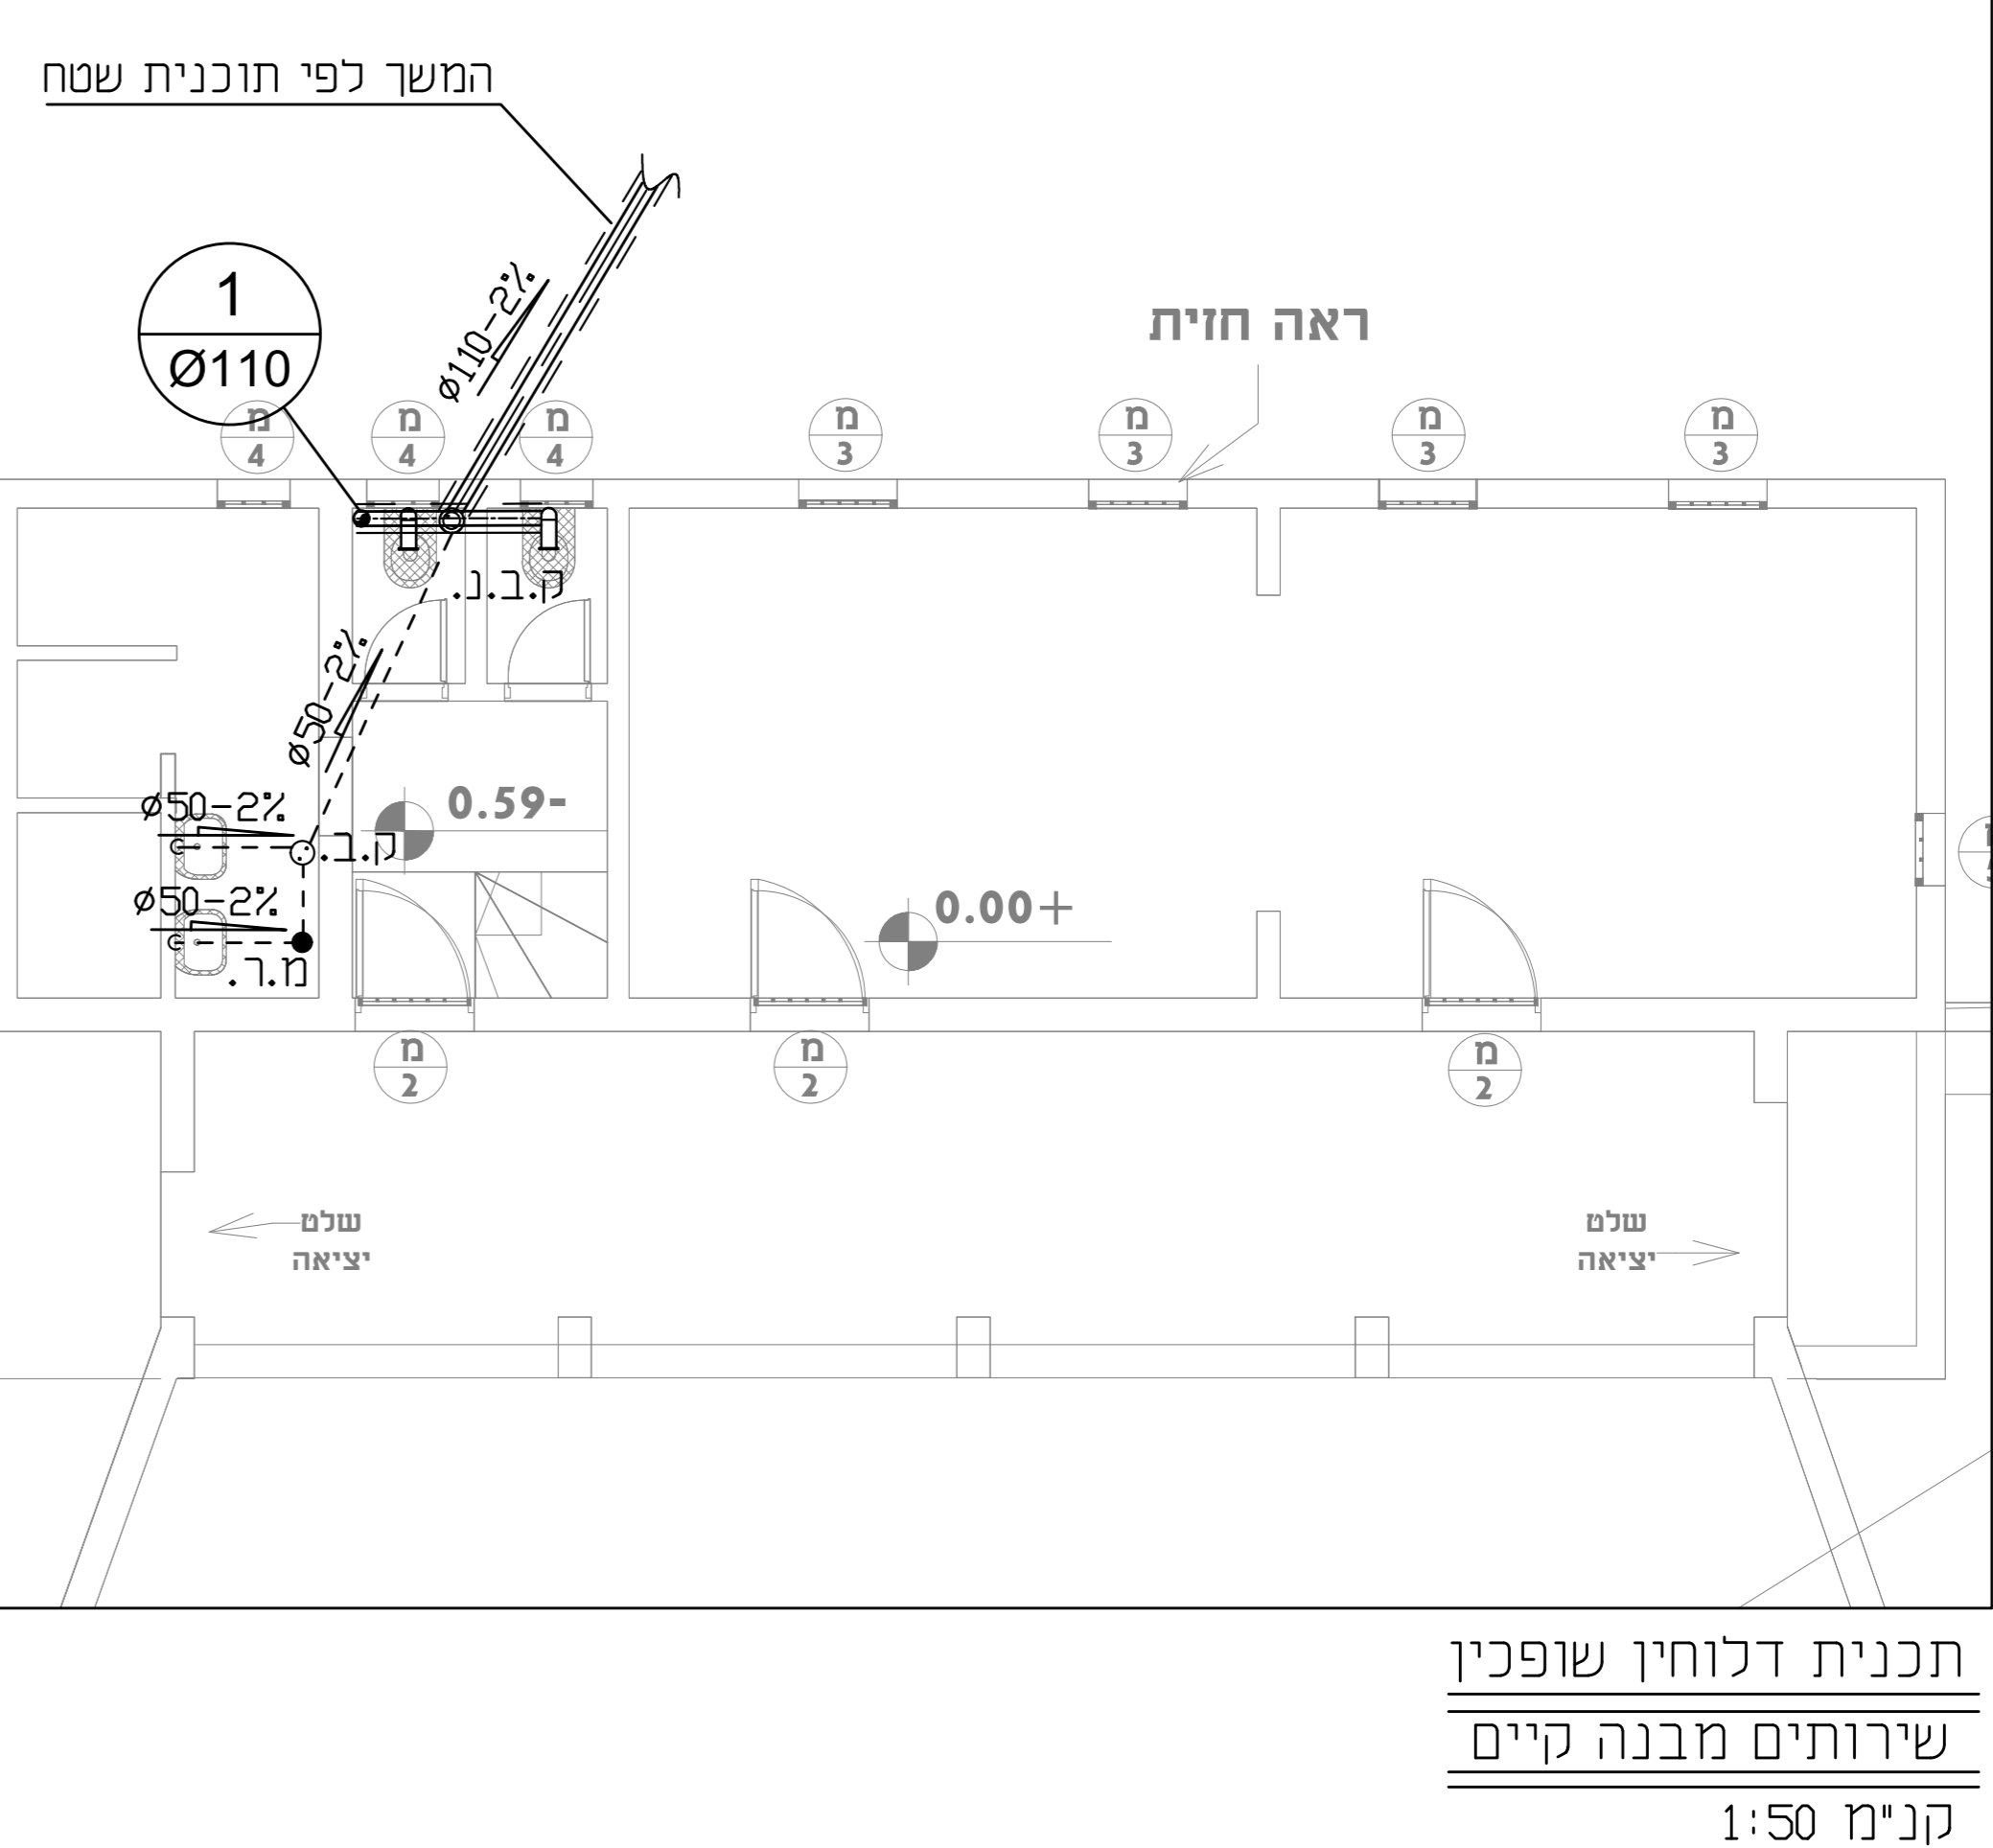 המשך לפי תוכנית שטח
1
Ø110
ø110-2%
ראה חזית
מ
4
מ
4
מ
4
מ
3
מ
3
מ
3
מ
3
ק.ב.נ.
ø50-2%
ø50-2%
0.59-
ק.ב.
ø50-2%
0.00+
מ.ר.
מ
2
מ
2
מ
2
שלט
יציאה
שלט
יציאה
תכנית דלוחין שופכין
שירותים מבנה קיים
קנ"מ 1:50